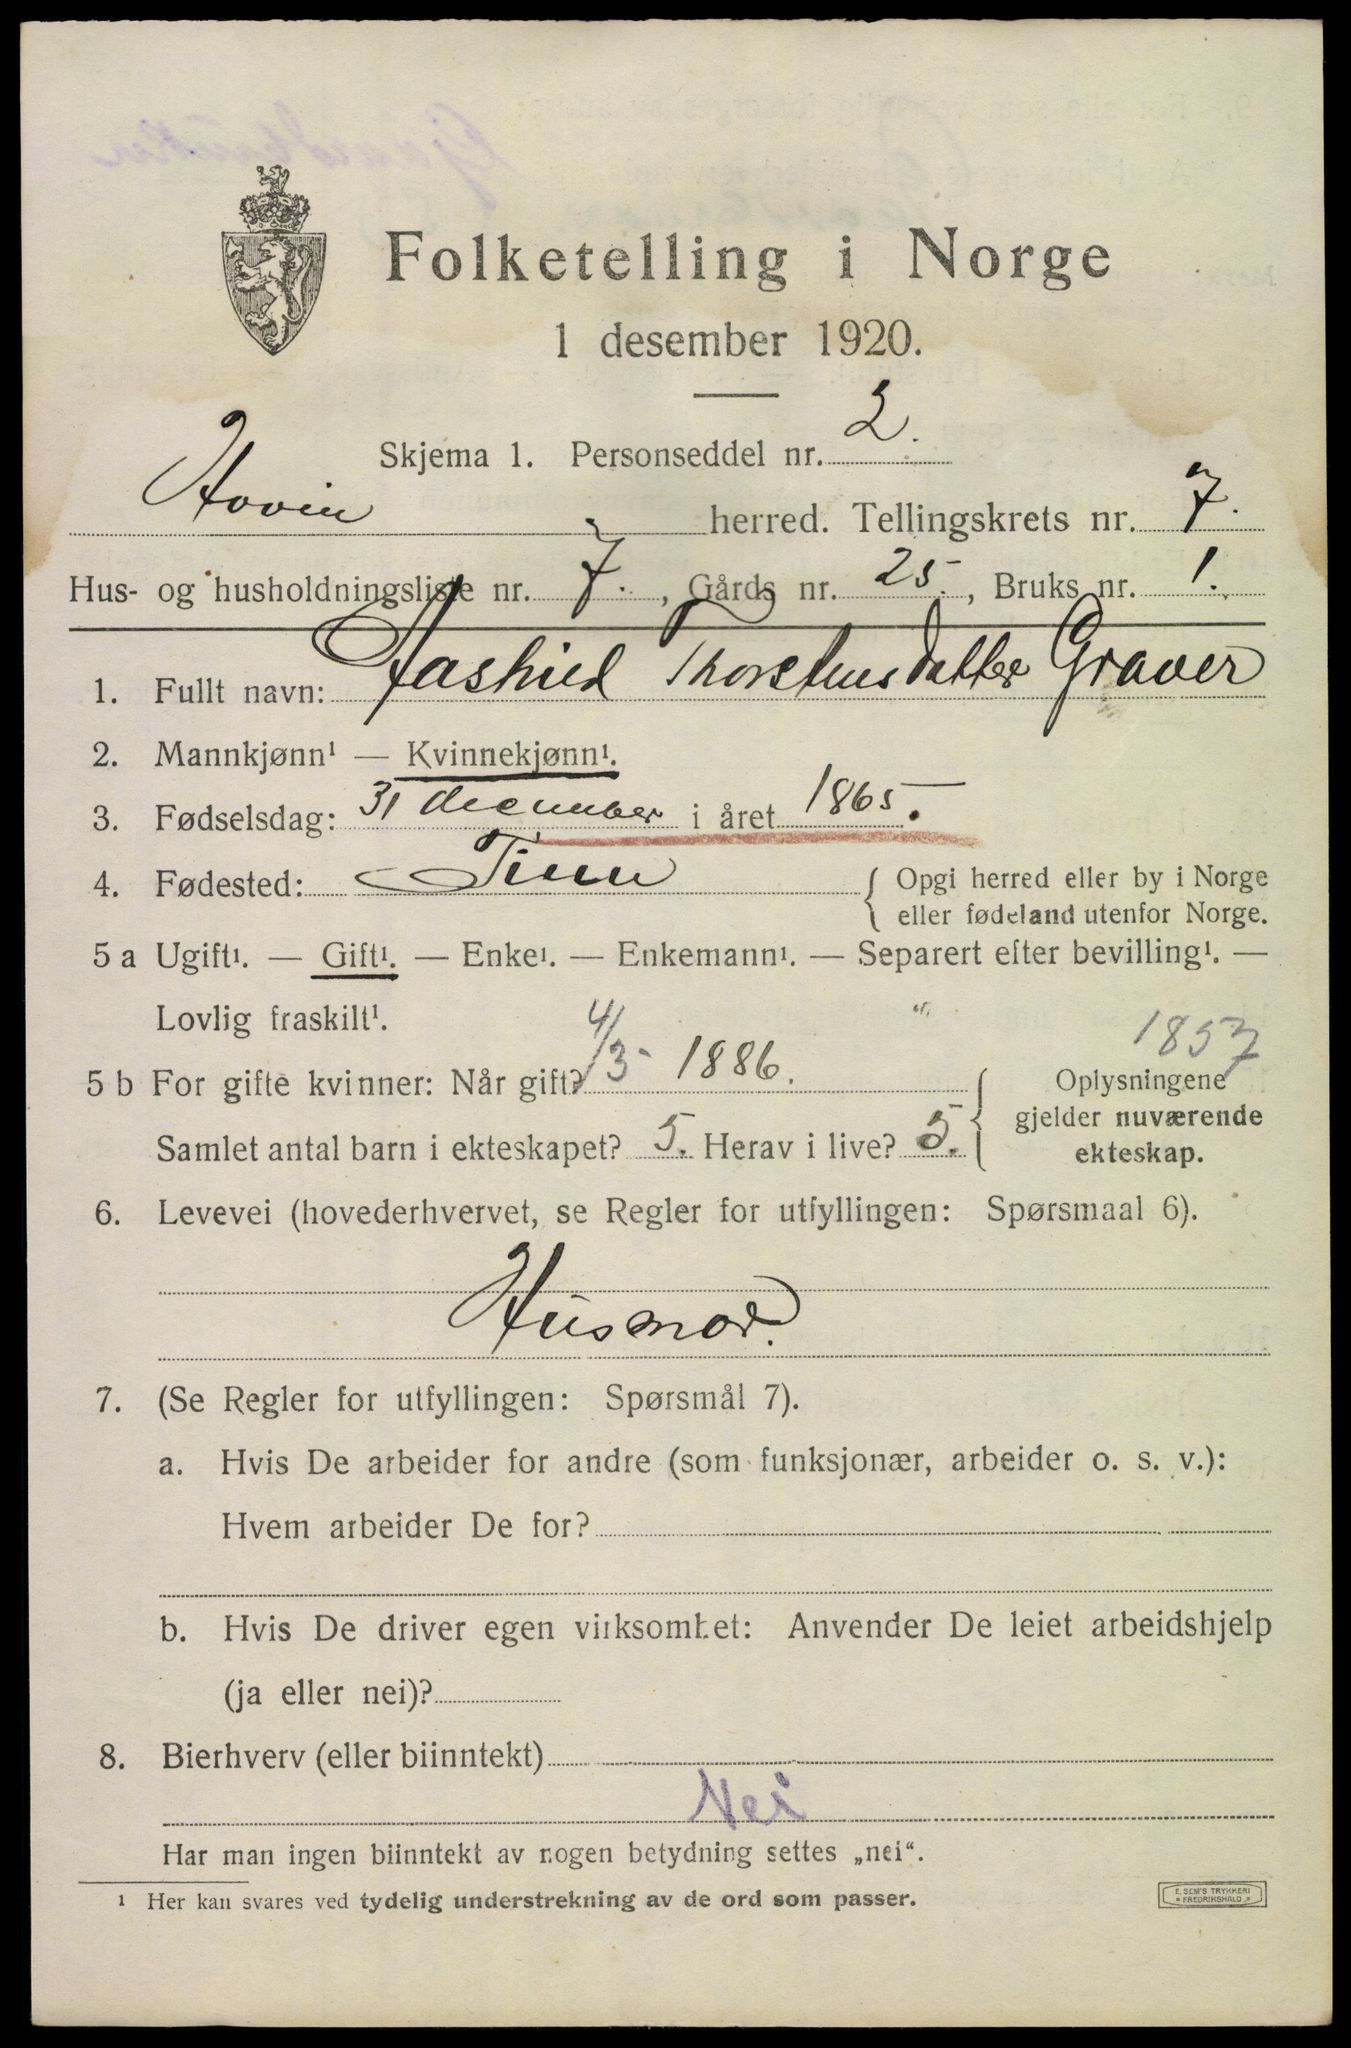 Folketelling i Norge
1 desember 1920.
Skjema 1. Personseddel nr. 2.
Hovin herred. Tellingskrets nr. 7.
Hus- og husholdningsliste nr. 7., Gårds nr. 25., Bruks nr. 1.
1. Fullt navn: Aashild Thorstensdatter Graver
2. Mannkjønn¹ — Kvinnekjønn¹.
3. Fødselsdag: 31 december i året 1865.
4. Fødested: Tinn { Opgi herred eller by i Norge
eller fødeland utenfor Norge.
5 a Ugift¹. — Gift¹. — Enke¹. — Enkemann¹. — Separert efter bevilling¹. —
Lovlig fraskilt¹.
1857
5 b For gifte kvinner: Når gift? 4/3 1886. { Oplysningene
gjelder nuværende
Samlet antal barn i ekteskapet? 5. Herav i live? 5.
ekteskap.
6. Levevei (hovederhvervet, se Regler for utfyllingen: Spørsmaal 6).
Husmor.
7. (Se Regler for utfyllingen: Spørsmål 7).
a. Hvis De arbeider for andre (som funksjonær, arbeider o. s. v.):
Hvem arbeider De for?
b. Hvis De driver egen virksomhet: Anvender De leiet arbeidshjelp
(ja eller nei)?
8. Bierhverv (eller biinntekt)
Nei
Har man ingen biinntekt av nogen betydning settes „nei“.
¹ Her kan svares ved tydelig understrekning av de ord som passer.
E. SEM'S TRYKKERI
* FREDRIKSHALD *